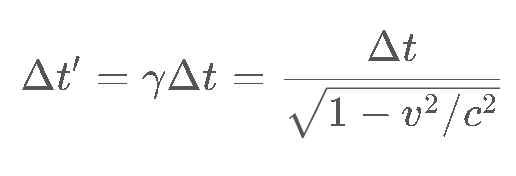 Δt′ = γΔt = Δt / √(1 − v²/c²)